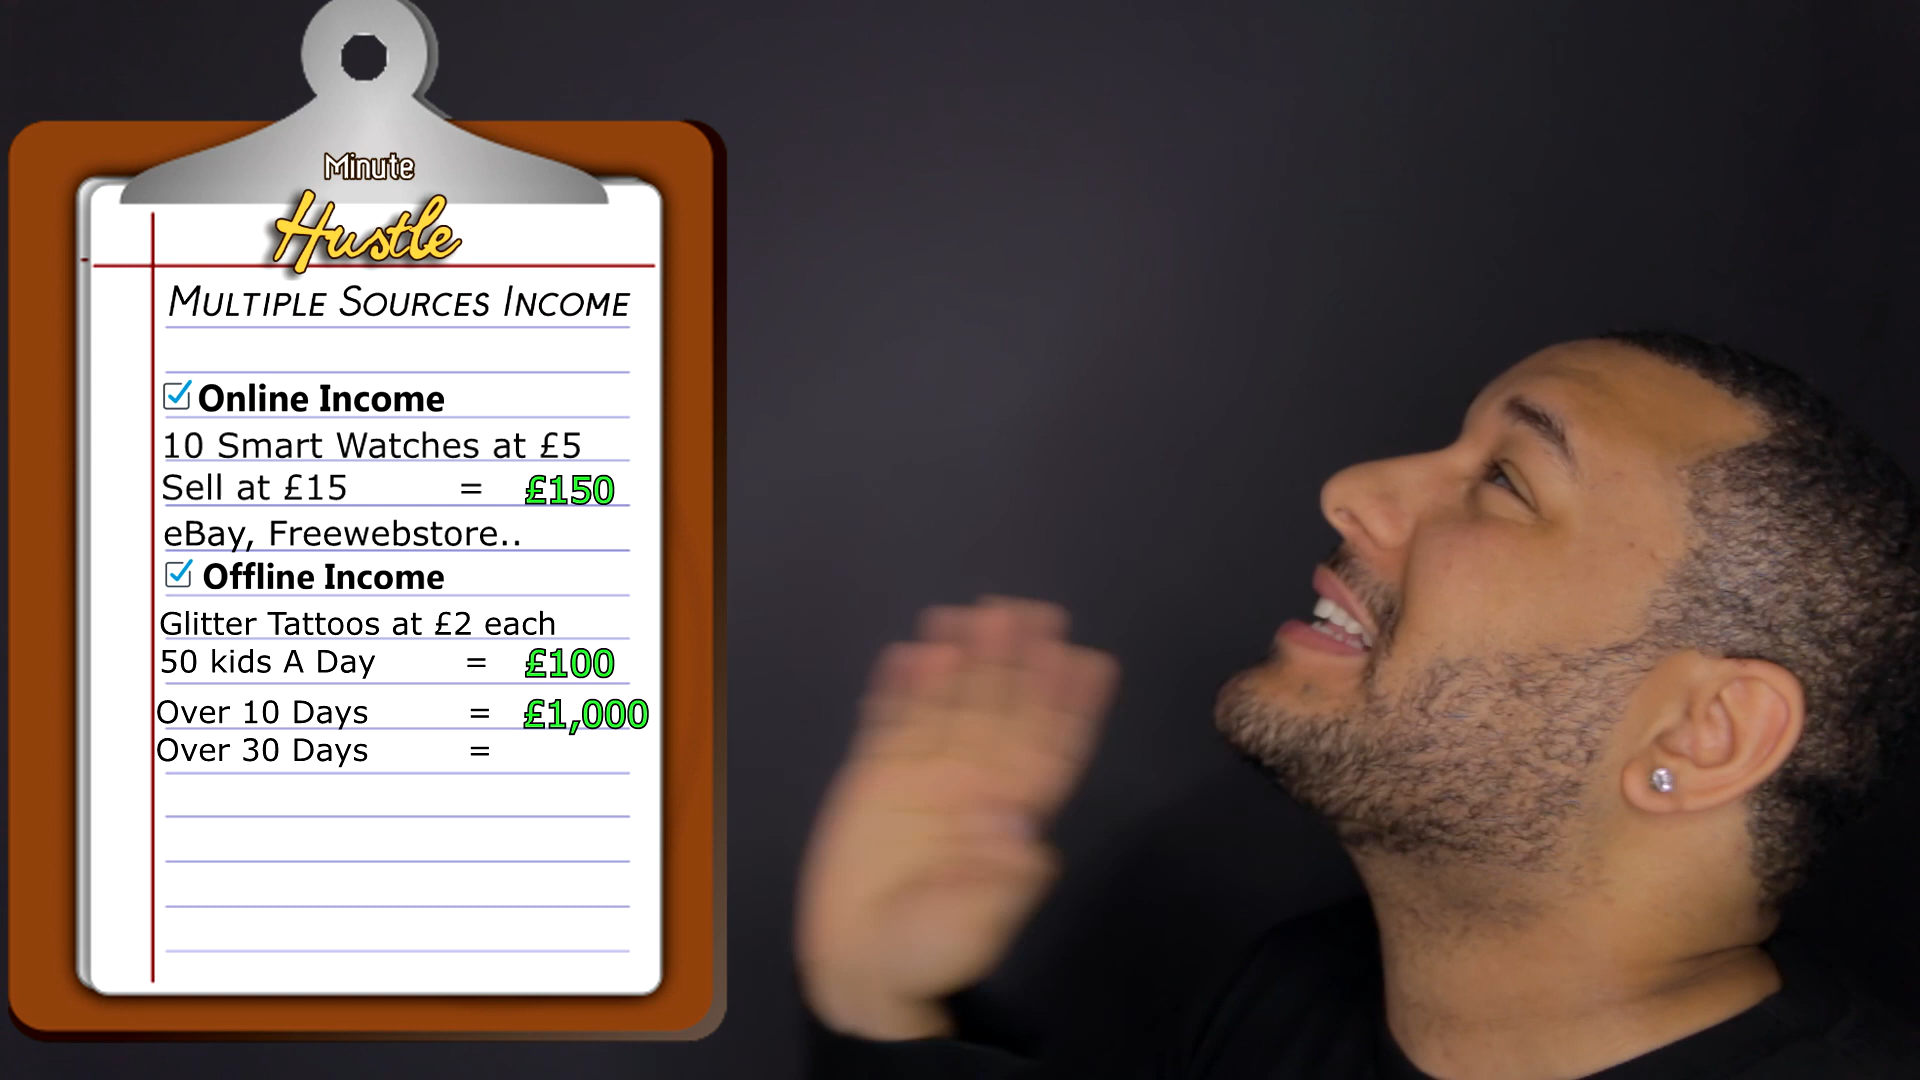 Minute
Hustle
Multiple Sources Income
Online Income
10 Smart Watches at £5
Sell at £15 = £150
eBay, Freewebstore..
Offline Income
Glitter Tattoos at £2 each
50 kids A Day = £100
Over 10 Days = £1,000
Over 30 Days =